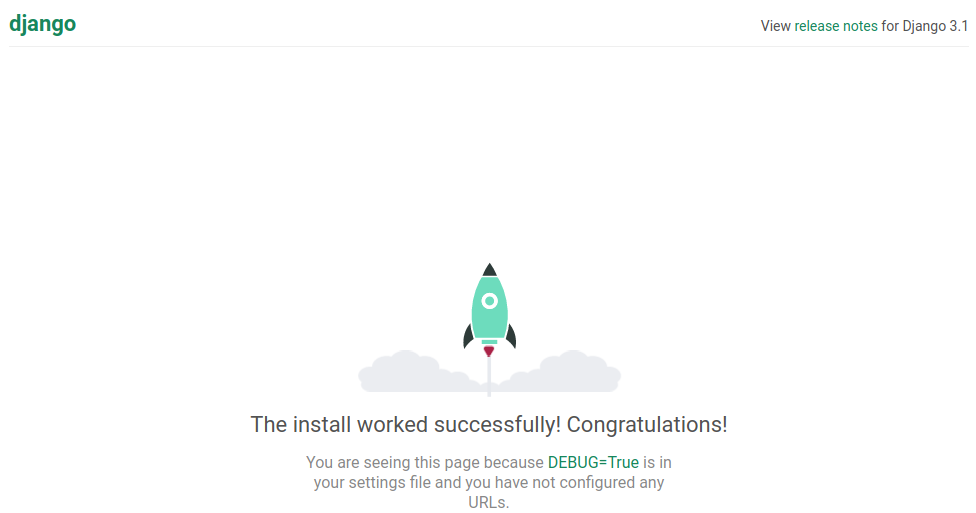 django
View release notes for Django 3.1
The install worked successfully! Congratulations!
You are seeing this page because DEBUG=True is in
your settings file and you have not configured any
URLs.